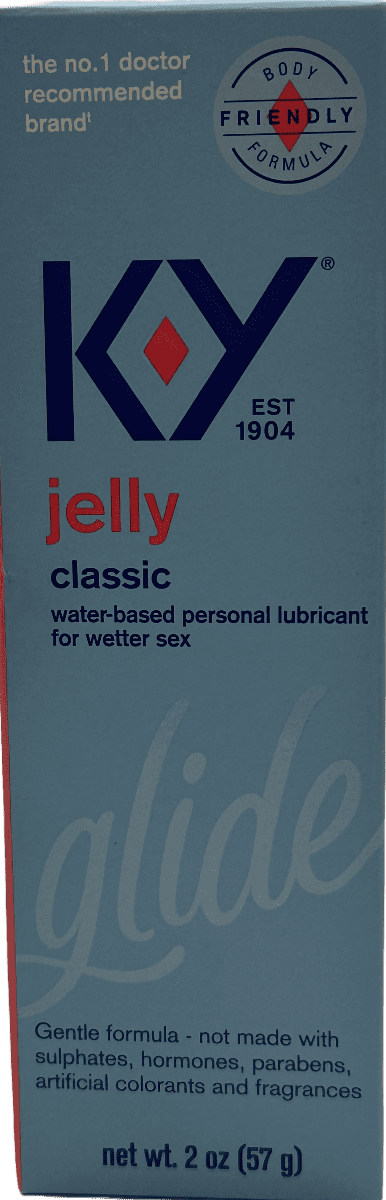 the no.1 doctor
recommended
brand†
BODY
FRIENDLY
FORMULA
KY®
EST
1904
jelly
classic
water-based personal lubricant
for wetter sex
glide
Gentle formula - not made with
sulphates, hormones, parabens,
artificial colorants and fragrances
net wt. 2 oz (57 g)